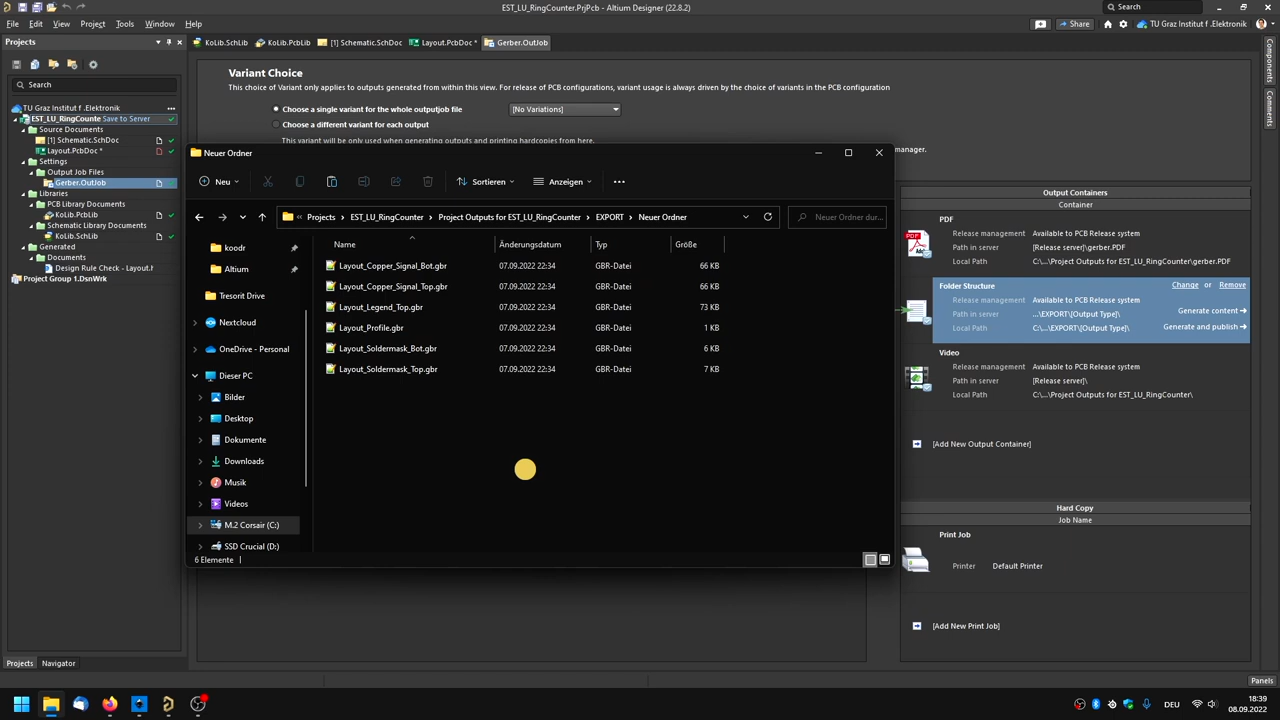 EST_LU_RingCounter.PrjPcb - Altium Designer (22.8.2)
Search
File Edit View Project Tools Window Help
Share
TU Graz Institut f .Elektronik
Projects
KoLib.SchLib
KoLib.PcbLib
[1] Schematic.SchDoc
Layout.PcbDoc *
Gerber.OutJob
Search
TU Graz Institut f .Elektronik
EST_LU_RingCounte Save to Server
Source Documents
[1] Schematic.SchDoc
Layout.PcbDoc *
Settings
Output Job Files
Gerber.OutJob
Libraries
PCB Library Documents
KoLib.PcbLib
Schematic Library Documents
KoLib.SchLib
Generated
Documents
Design Rule Check - Layout.h
Project Group 1.DsnWrk
Projects
Navigator
Variant Choice
This choice of Variant only applies to outputs generated from within this view. For release of PCB configurations, variant usage is always driven by the choice of variants in the PCB configuration
Choose a single variant for the whole outputjob file
[No Variations]
Choose a different variant for each output
This variant will be only used when generating outputs and printing hardcopies from here.
manager.
Neuer Ordner
Neu
Sortieren
Anzeigen
Projects
EST_LU_RingCounter
Project Outputs for EST_LU_RingCounter
EXPORT
Neuer Ordner
Neuer Ordner dur...
koodr
Altium
Tresorit Drive
Nextcloud
OneDrive - Personal
Dieser PC
Bilder
Desktop
Dokumente
Downloads
Musik
Videos
M.2 Corsair (C:)
SSD Crucial (D:)
Name Änderungsdatum Typ Größe
Layout_Copper_Signal_Bot.gbr 07.09.2022 22:34 GBR-Datei 66 KB
Layout_Copper_Signal_Top.gbr 07.09.2022 22:34 GBR-Datei 66 KB
Layout_Legend_Top.gbr 07.09.2022 22:34 GBR-Datei 73 KB
Layout_Profile.gbr 07.09.2022 22:34 GBR-Datei 1 KB
Layout_Soldermask_Bot.gbr 07.09.2022 22:34 GBR-Datei 6 KB
Layout_Soldermask_Top.gbr 07.09.2022 22:34 GBR-Datei 7 KB
6 Elemente
Output Containers
Container
PDF
Release management Available to PCB Release system
Path in server [Release server]\gerber.PDF
Local Path C:\...\Project Outputs for EST_LU_RingCounter\gerber.PDF
Folder Structure
Change or Remove
Release management Available to PCB Release system
Path in server ...\EXPORT\[Output Type]\
Generate content
Local Path C:\...\EXPORT\[Output Type]\
Generate and publish
Video
Release management Available to PCB Release system
Path in server [Release server]\
Local Path C:\...\Project Outputs for EST_LU_RingCounter\
[Add New Output Container]
Hard Copy
Job Name
Print Job
Printer Default Printer
[Add New Print Job]
Components
Comments
Panels
DEU
18:39
08.09.2022